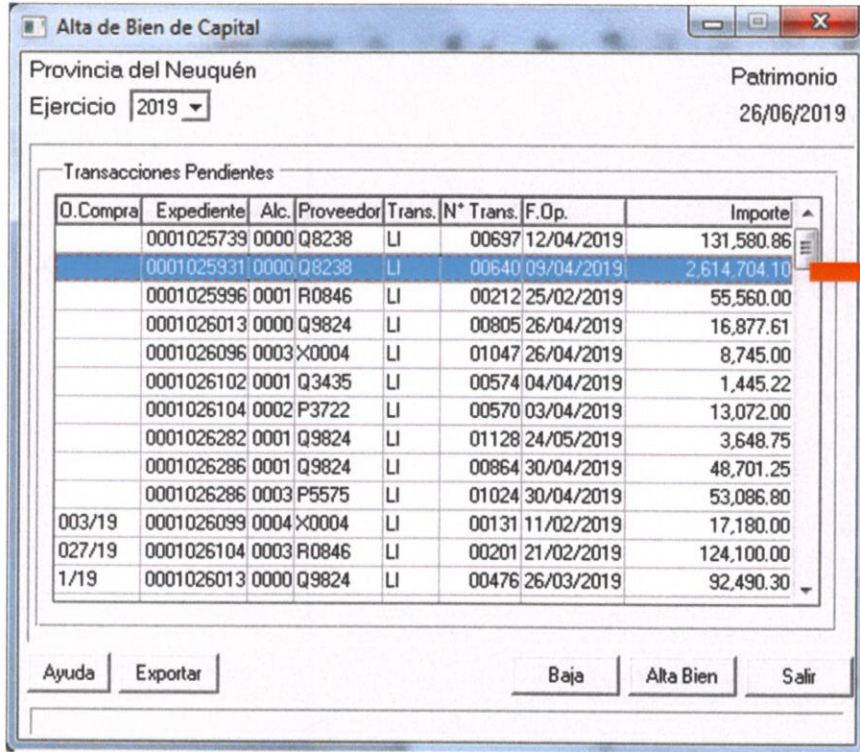 Alta de Bien de Capital
Provincia del Neuquén
Patrimonio
Ejercicio 2019
26/06/2019
Transacciones Pendientes
O.Compra Expediente Alc. Proveedor Trans. N° Trans. F.Op. Importe
0001025739 0000 Q8238 LI 00697 12/04/2019 131,580.86
0001025931 0000 Q8238 LI 00640 09/04/2019 2,614,704.10
0001025996 0001 R0846 LI 00212 25/02/2019 55,560.00
0001026013 0000 Q9824 LI 00805 26/04/2019 16,877.61
0001026096 0003 X0004 LI 01047 26/04/2019 8,745.00
0001026102 0001 Q3435 LI 00574 04/04/2019 1,445.22
0001026104 0002 P3722 LI 00570 03/04/2019 13,072.00
0001026282 0001 Q9824 LI 01128 24/05/2019 3,648.75
0001026286 0001 Q9824 LI 00864 30/04/2019 48,701.25
0001026286 0003 P5575 LI 01024 30/04/2019 53,086.80
003/19 0001026099 0004 X0004 LI 00131 11/02/2019 17,180.00
027/19 0001026104 0003 R0846 LI 00201 21/02/2019 124,100.00
1/19 0001026013 0000 Q9824 LI 00476 26/03/2019 92,490.30
Ayuda Exportar Baja Alta Bien Salir